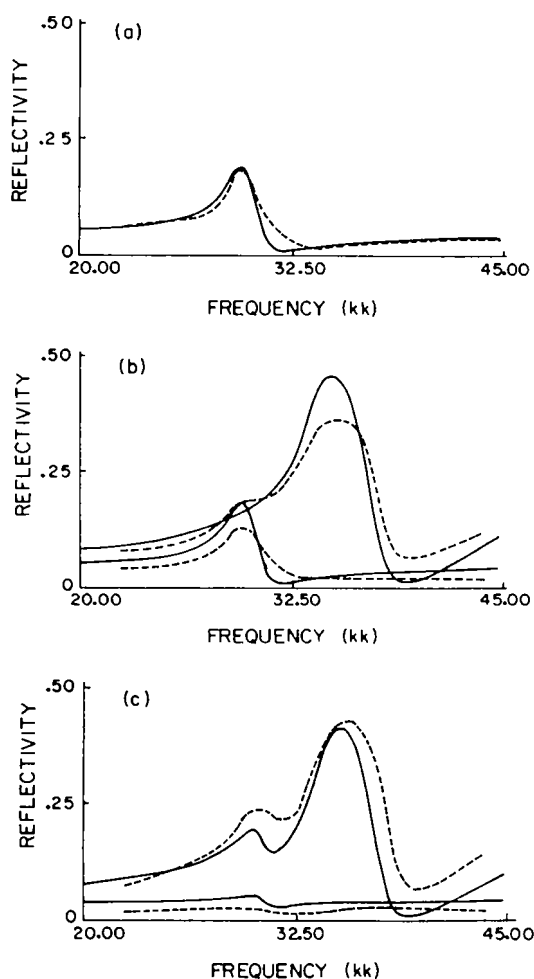 .50
(a)
REFLECTIVITY
.25
0
20.00
32.50
45.00
FREQUENCY (kk)
.50
(b)
REFLECTIVITY
.25
0
20.00
32.50
45.00
FREQUENCY (kk)
.50
(c)
REFLECTIVITY
.25
0
20.00
32.50
45.00
FREQUENCY (kk)